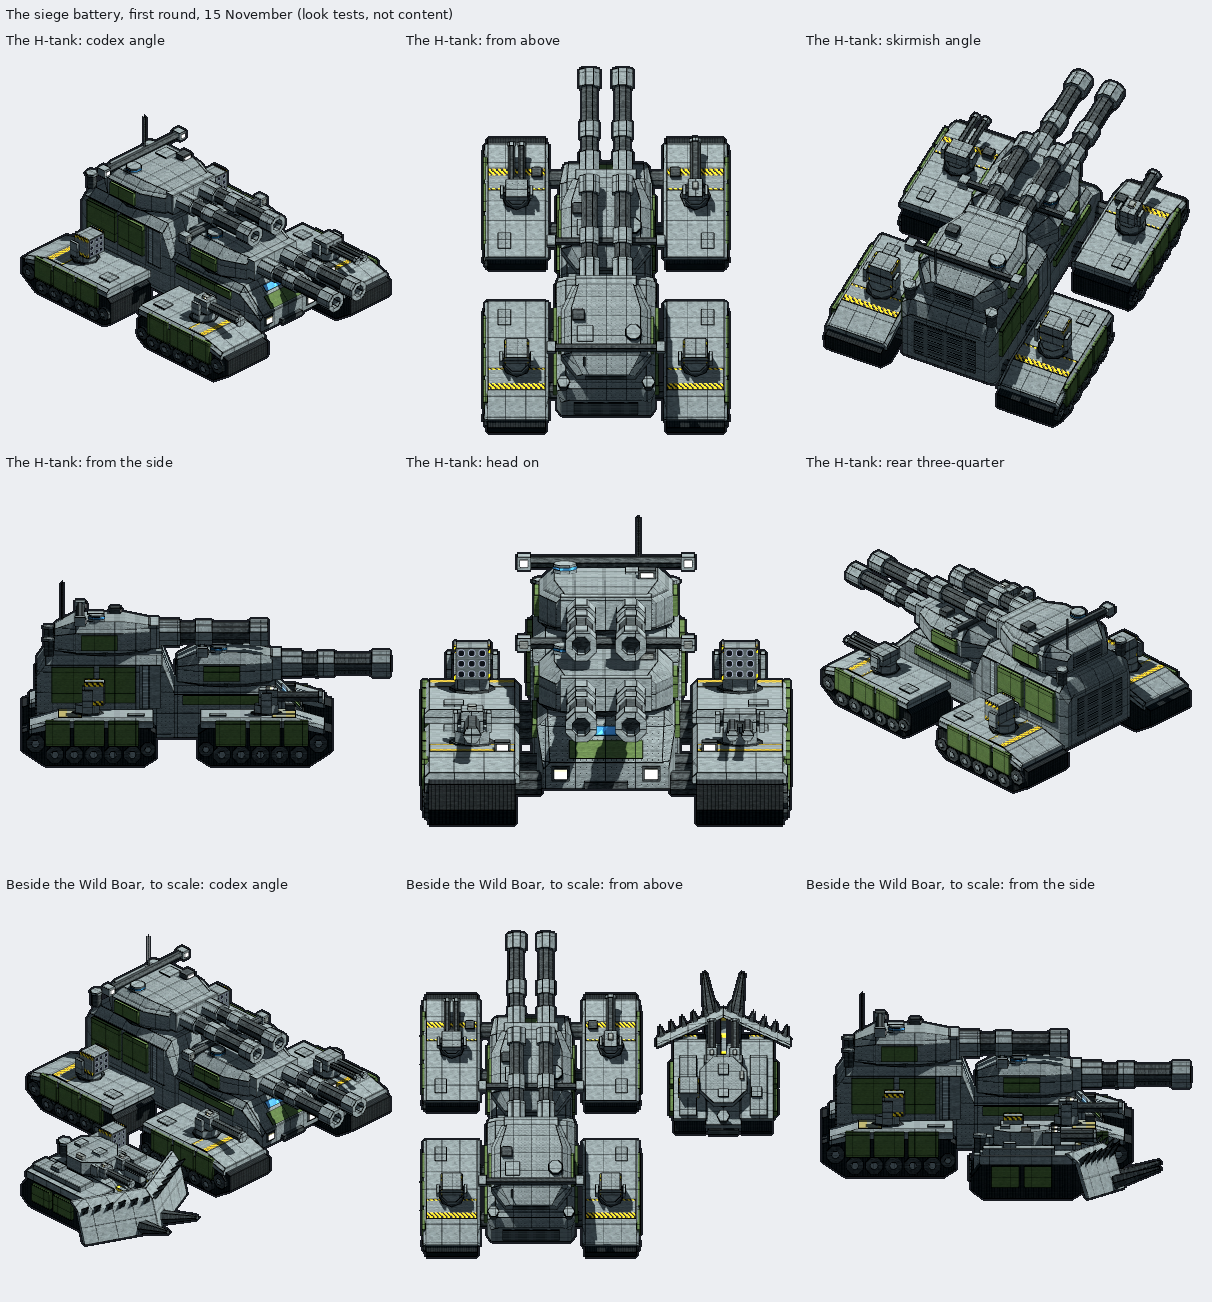 The siege battery, first round, 15 November (look tests, not content)
The H-tank: codex angle
The H-tank: from above
The H-tank: skirmish angle
The H-tank: from the side
The H-tank: head on
The H-tank: rear three-quarter
Beside the Wild Boar, to scale: codex angle
Beside the Wild Boar, to scale: from above
Beside the Wild Boar, to scale: from the side